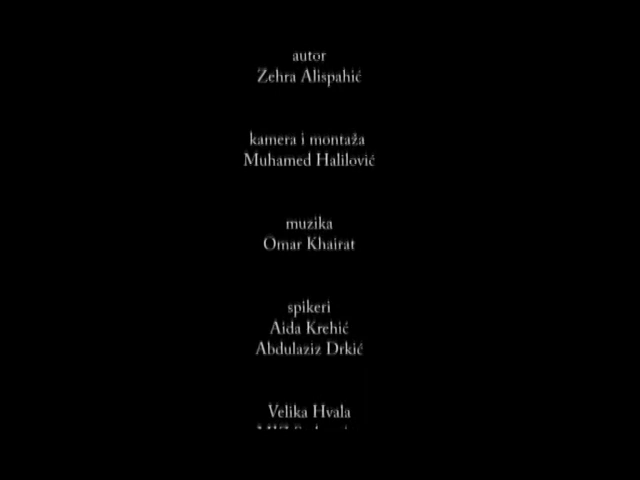 autor
Zehra Alispahić
kamera i montaža
Muhamed Halilović
muzika
Omar Khairat
spikeri
Aida Krehić
Abdulaziz Drkić
Velika Hvala